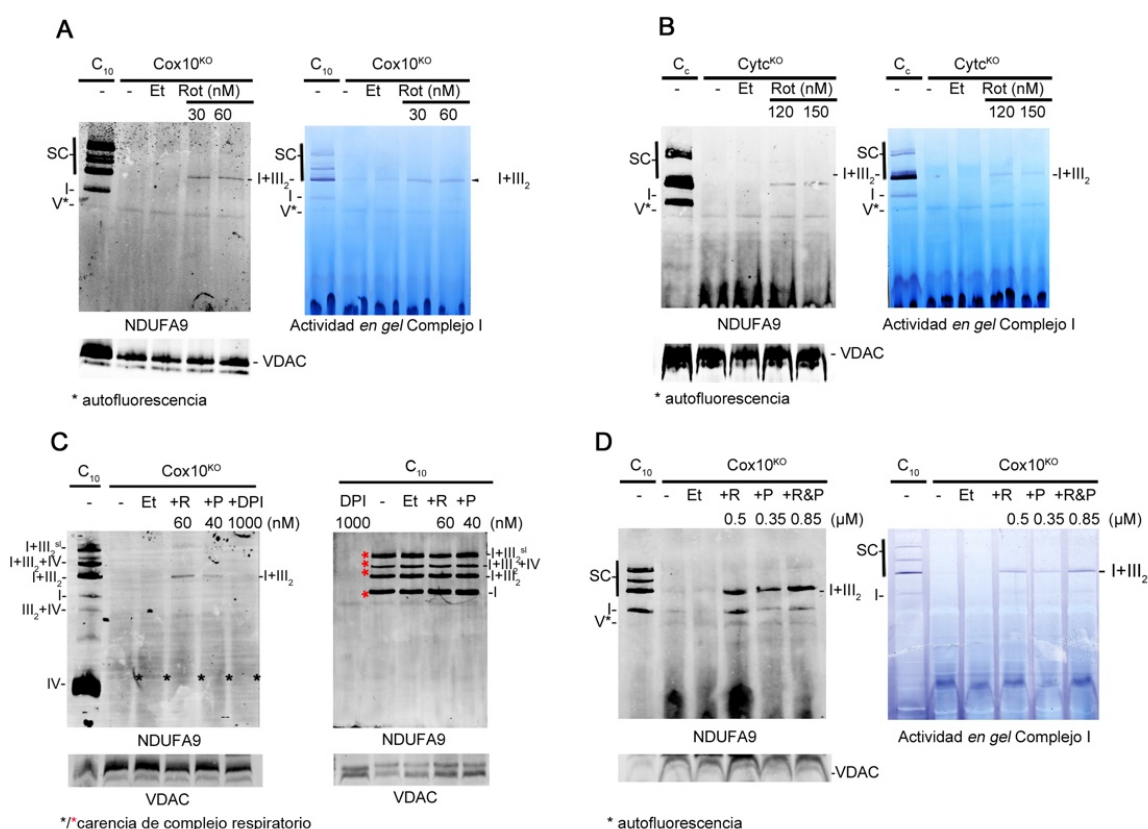 A
C10 Cox10KO C10 Cox10KO
- - Et Rot (nM) - - Et Rot (nM)
30 60 30 60
SC SC
I+III2 I+III2
I- I-
V*- V*-
NDUFA9 Actividad en gel Complejo I
- VDAC
* autofluorescencia
B
Cc CytcKO Cc CytcKO
- - Et Rot (nM) - - Et Rot (nM)
120 150 120 150
SC SC
I+III2 -I+III2
I- I-
V*- V*-
NDUFA9 Actividad en gel Complejo I
- VDAC
* autofluorescencia
C
C10 Cox10KO C10
- - Et +R +P +DPI DPI - Et +R +P
60 40 1000 (nM) 1000 60 40 (nM)
I+III2sl I+III2sl
I+III2+IV I+III2+IV
I+III2 -I+III2 I+III2
I- -I
III2+IV
IV- * * * * *
NDUFA9 NDUFA9
VDAC VDAC
*/*carencia de complejo respiratorio
D
C10 Cox10KO C10 Cox10KO
- - Et +R +P +R&P - - Et +R +P +R&P
0.5 0.35 0.85 (µM) 0.5 0.35 0.85 (µM)
SC SC
I+III2 I+III2
I- I-
V*-
NDUFA9 Actividad en gel Complejo I
-VDAC
* autofluorescencia